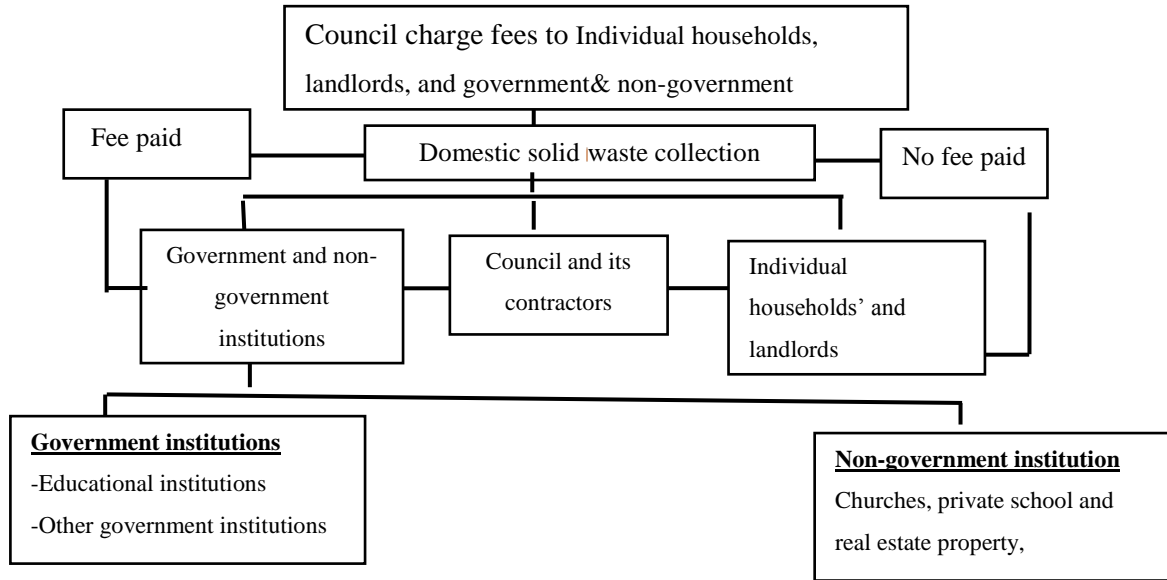 Council charge fees to Individual households,
landlords, and government& non-government
Fee paid
Domestic solid waste collection
No fee paid
Government and non-
government
institutions
Council and its
contractors
Individual
households’ and
landlords
Government institutions
-Educational institutions
-Other government institutions
Non-government institution
Churches, private school and
real estate property,